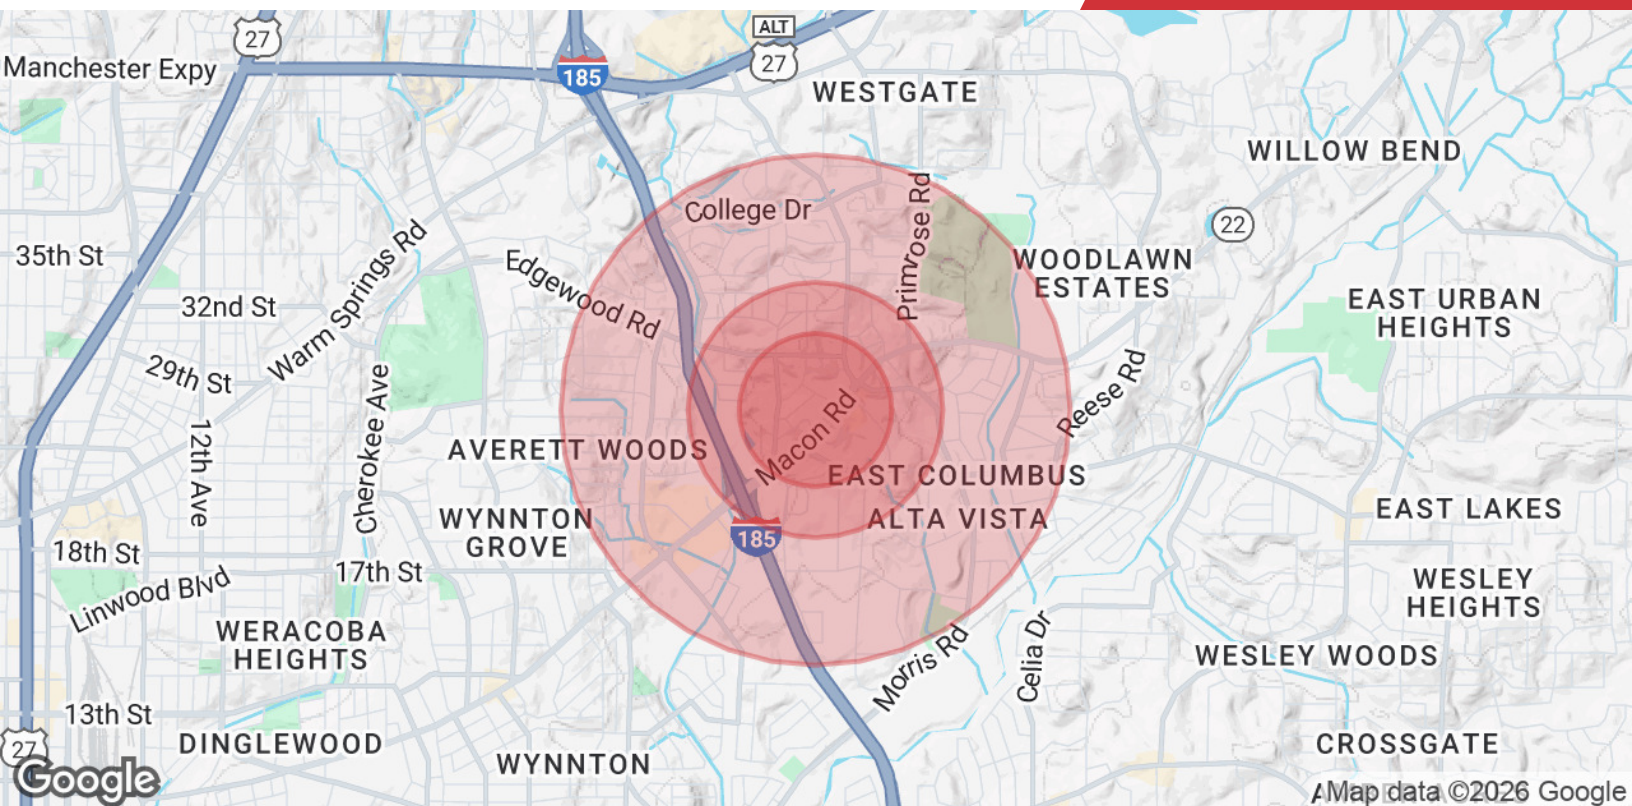 27
ALT
27
Manchester Expy
185
WESTGATE
WILLOW BEND
College Dr
Primrose Rd
22
35th St
Warm Springs Rd
Edgewood Rd
WOODLAWN
ESTATES
32nd St
EAST URBAN
HEIGHTS
29th St
Cherokee Ave
Reese Rd
12th Ave
Macon Rd
AVERETT WOODS
EAST COLUMBUS
ALTA VISTA
EAST LAKES
WYNNTON
GROVE
185
18th St
17th St
Linwood Blvd
WESLEY
HEIGHTS
WERACOBA
HEIGHTS
Morris Rd
Celia Dr
WESLEY WOODS
13th St
DINGLEWOOD
WYNNTON
CROSSGATE
27
Google
Map data ©2026 Google